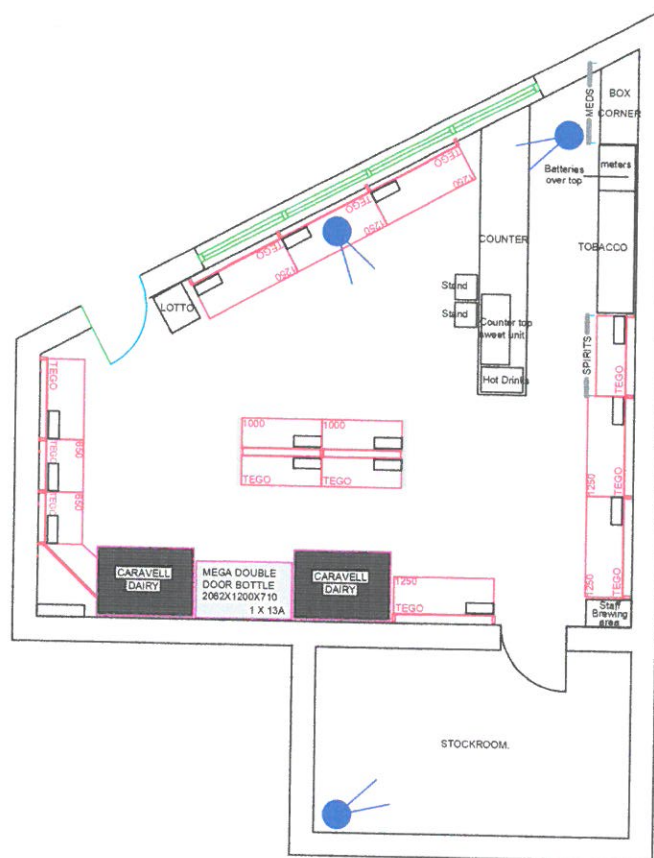 BOX
CORNER
MEDS
meters
Batteries
over top
TEGO
1250
TEGO
1250
TEGO
1250
COUNTER
TOBACCO
LOTTO
Stand
Stand
Counter top
sweet unit
Hot Drinks
SPIRITS
TEGO
TEGO
850
TEGO
850
TEGO
1000
1000
TEGO
TEGO
1250
TEGO
1250
TEGO
CARAVELL
DAIRY
MEGA DOUBLE
DOOR BOTTLE
2062X1200X710
1 X 13A
CARAVELL
DAIRY
1250
TEGO
Staff
Brewing
area
STOCKROOM.